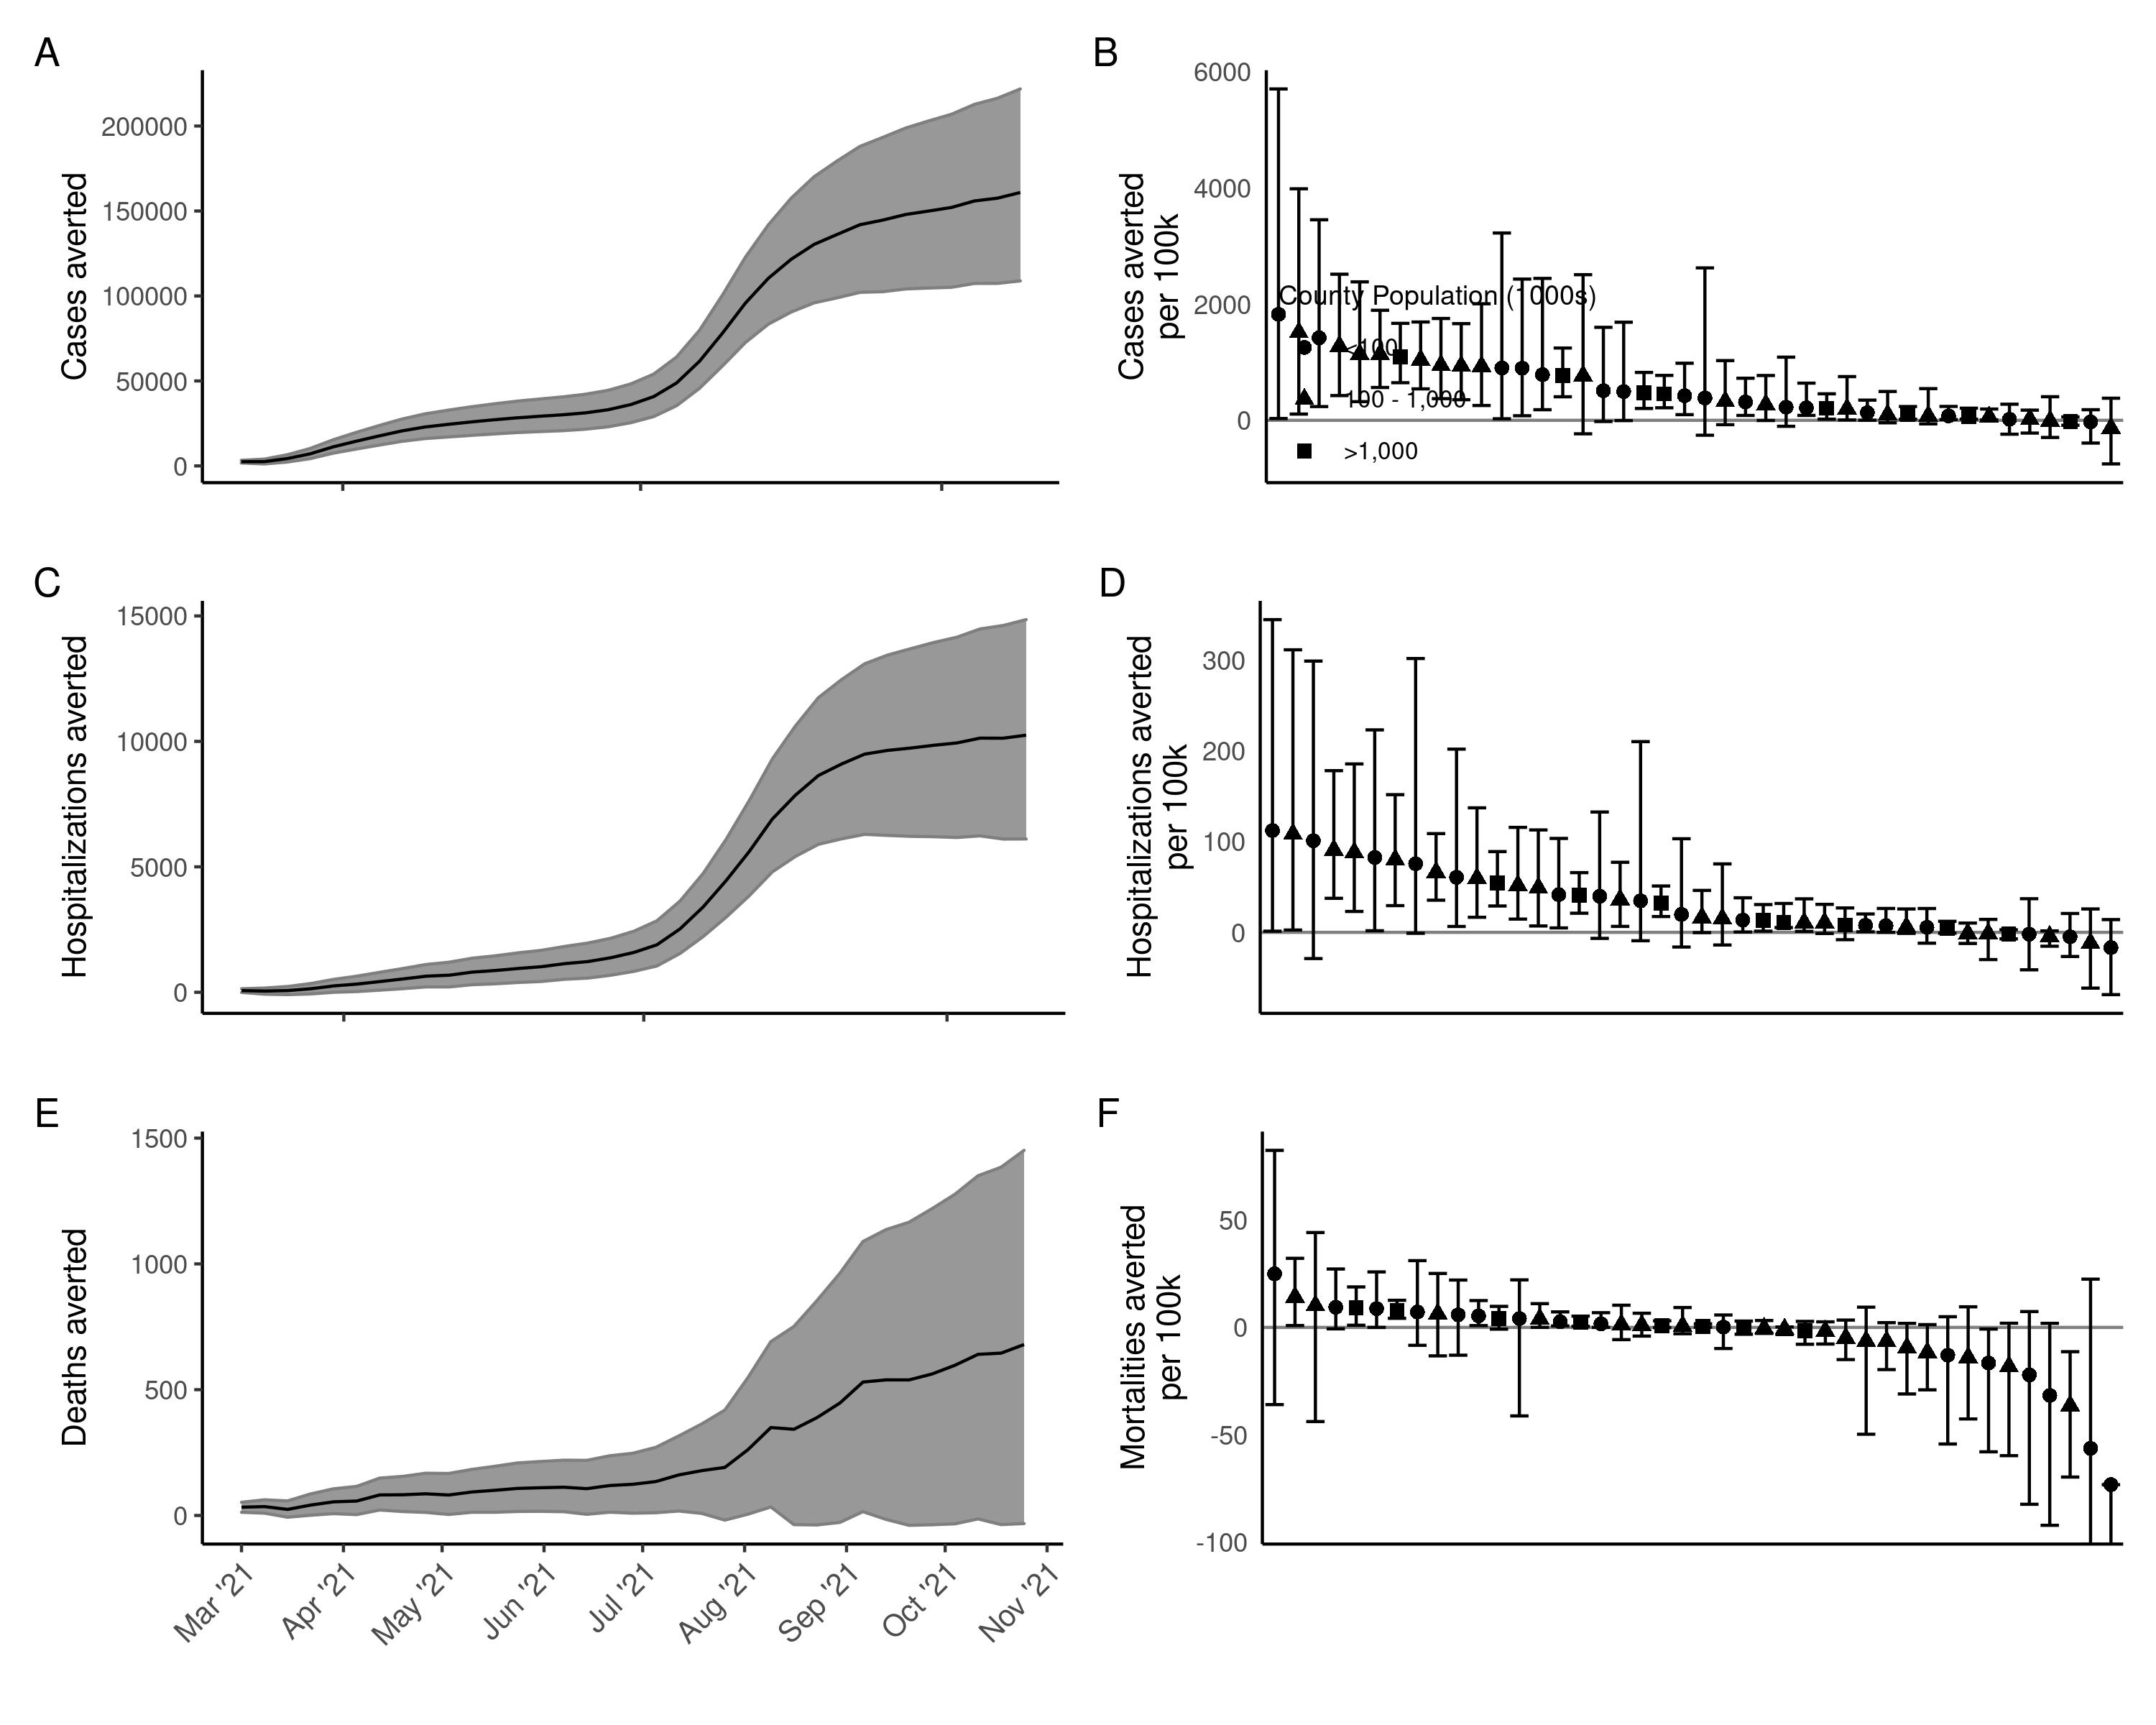 A
Cases averted
200000
150000
100000
50000
0
B
Cases averted
per 100k
6000
4000
2000
0
County Population (1000s)
<100
100 - 1,000
>1,000
C
Hospitalizations averted
15000
10000
5000
0
D
Hospitalizations averted
per 100k
300
200
100
0
E
Deaths averted
1500
1000
500
0
Mar '21
Apr '21
May '21
Jun '21
Jul '21
Aug '21
Sep '21
Oct '21
Nov '21
F
Mortalities averted
per 100k
50
0
-50
-100